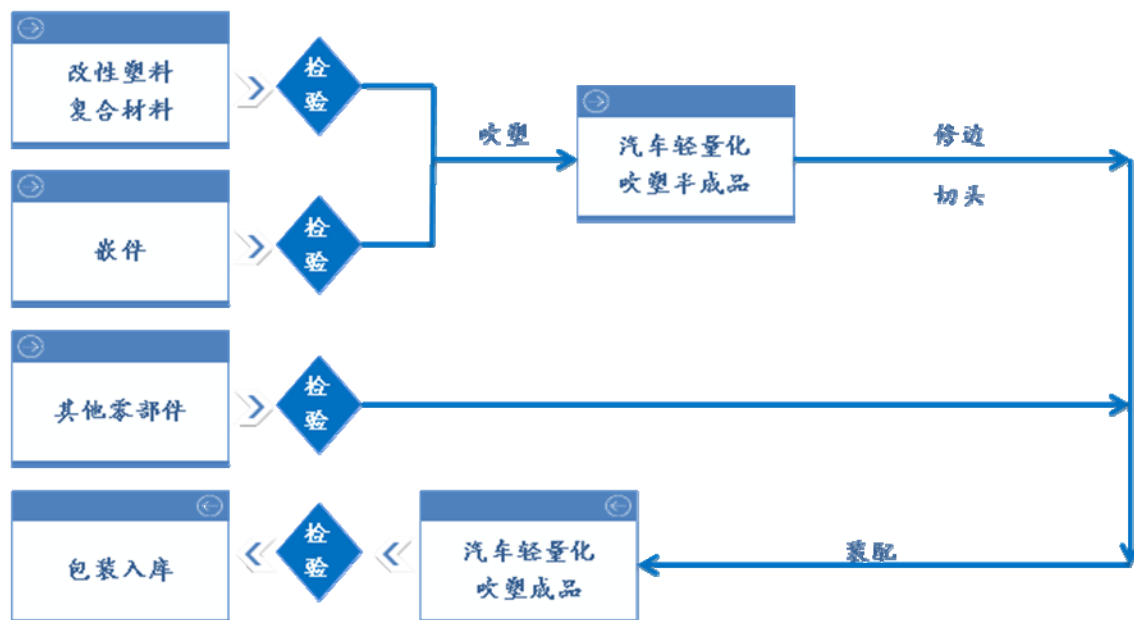 改性塑料
复合材料
检
验
吹塑
汽车轻量化
吹塑半成品
修边
切头
嵌件
检
验
其他零部件
检
验
包装入库
检
验
汽车轻量化
吹塑成品
装配